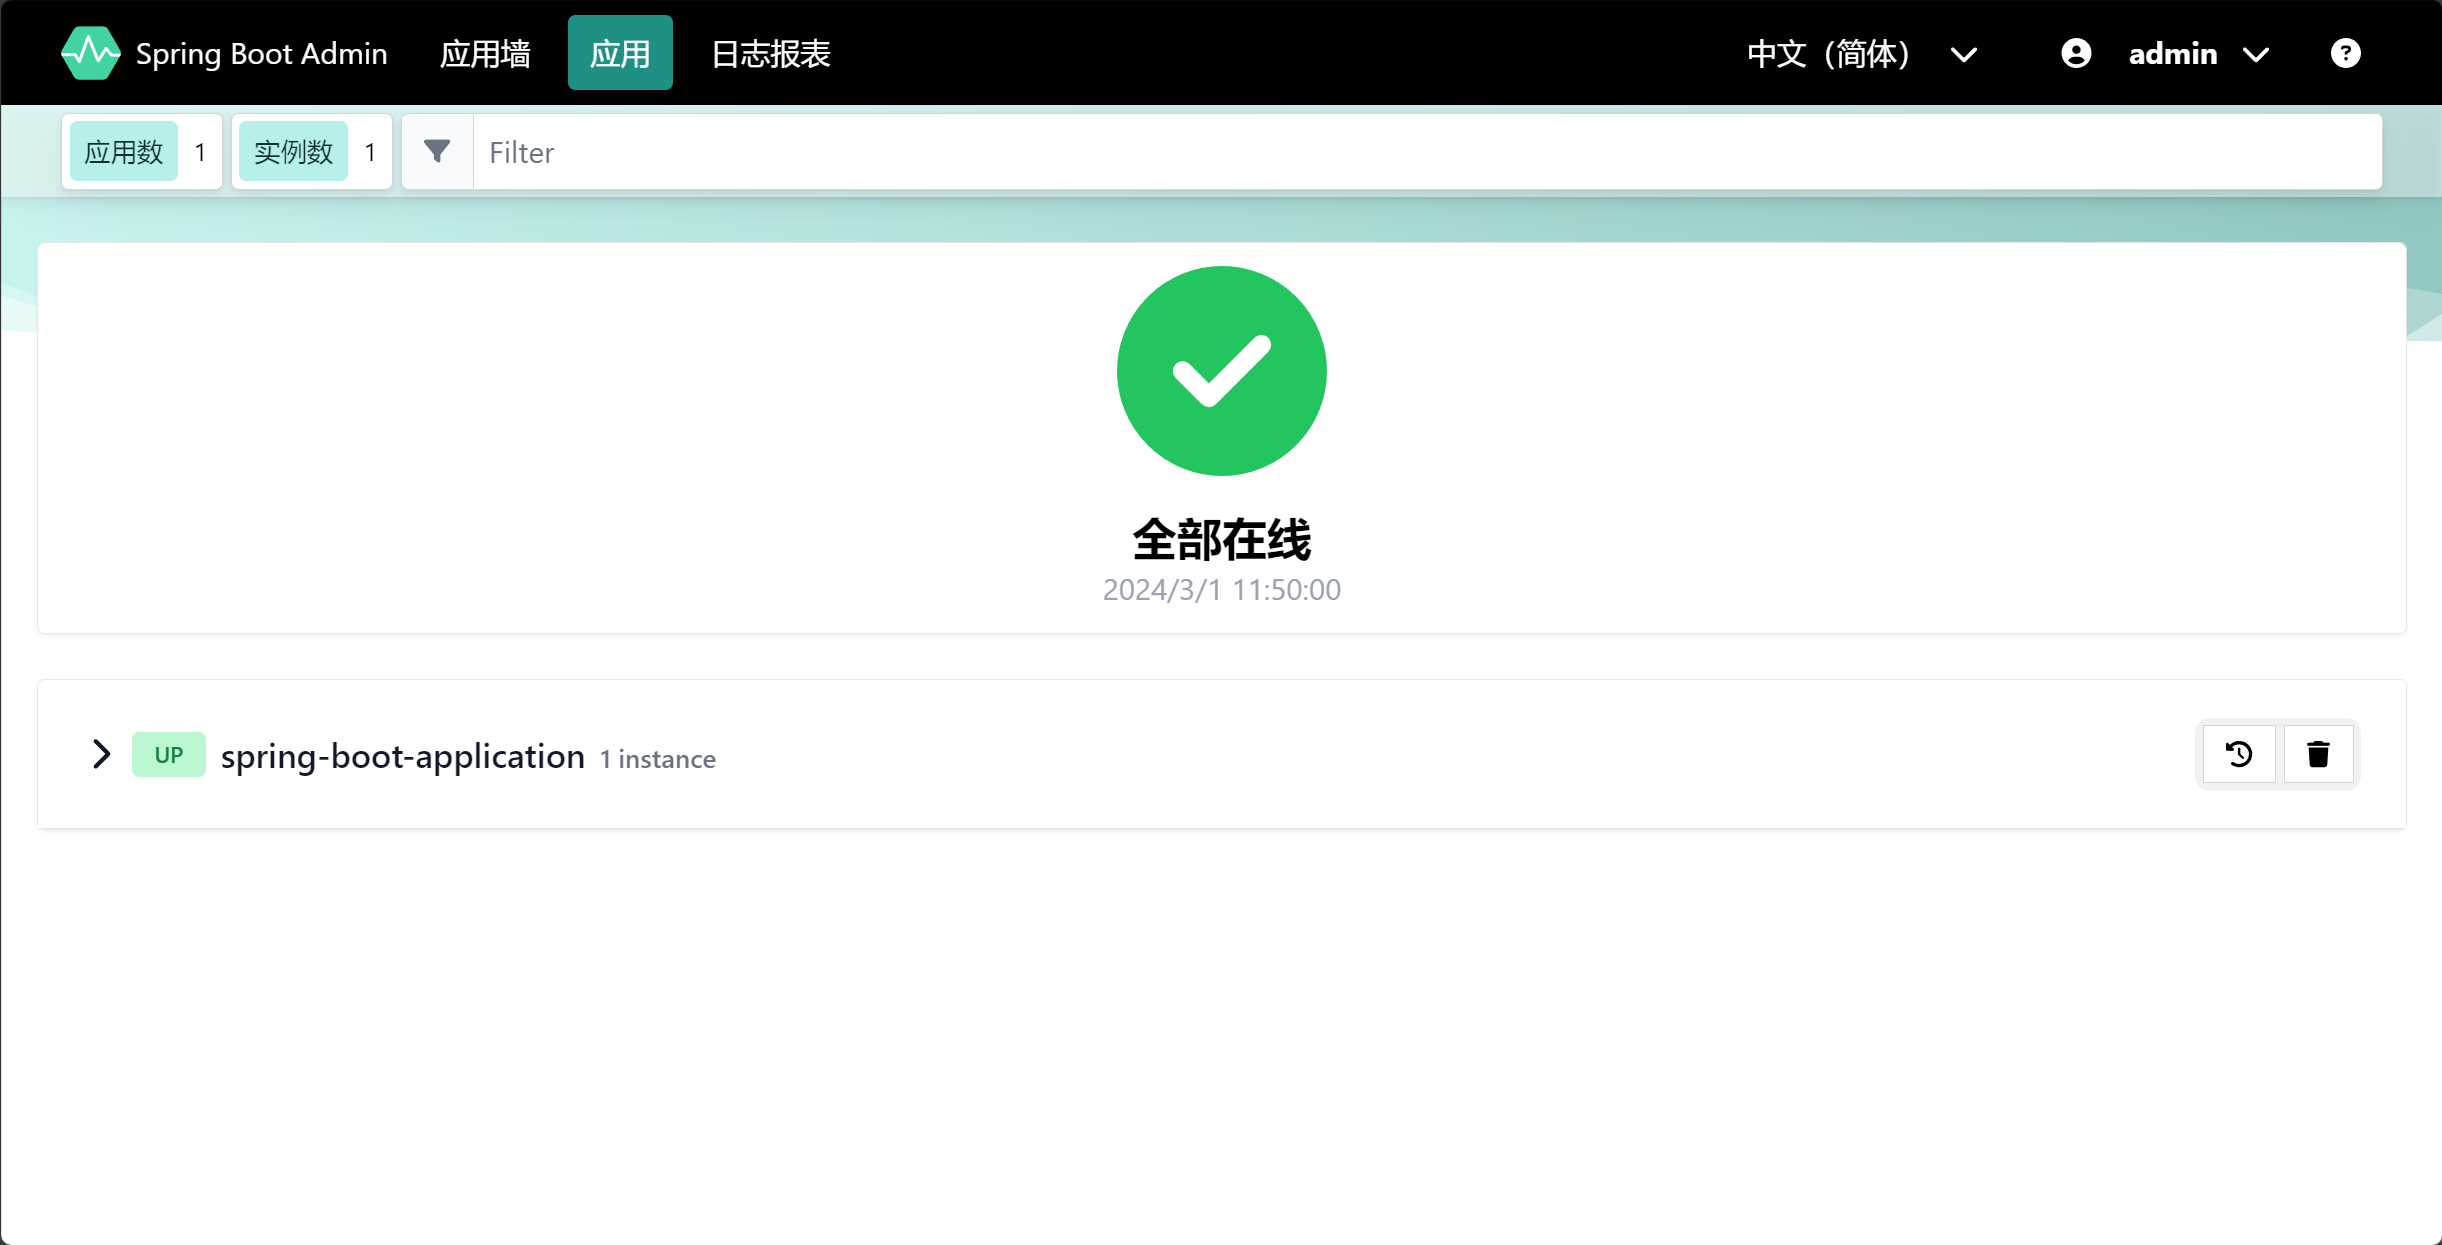 Spring Boot Admin 应用墙 应用 日志报表 中文（简体） admin
应用数 1 实例数 1 Filter
全部在线
2024/3/1 11:50:00
UP spring-boot-application 1 instance